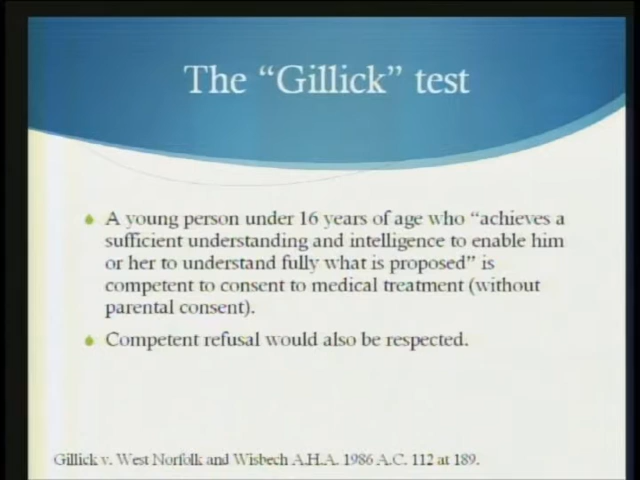 The “Gillick” test
A young person under 16 years of age who “achieves a
sufficient understanding and intelligence to enable him
or her to understand fully what is proposed” is
competent to consent to medical treatment (without
parental consent).
Competent refusal would also be respected.
Gillick v. West Norfolk and Wisbech A.H.A. 1986 A.C. 112 at 189.